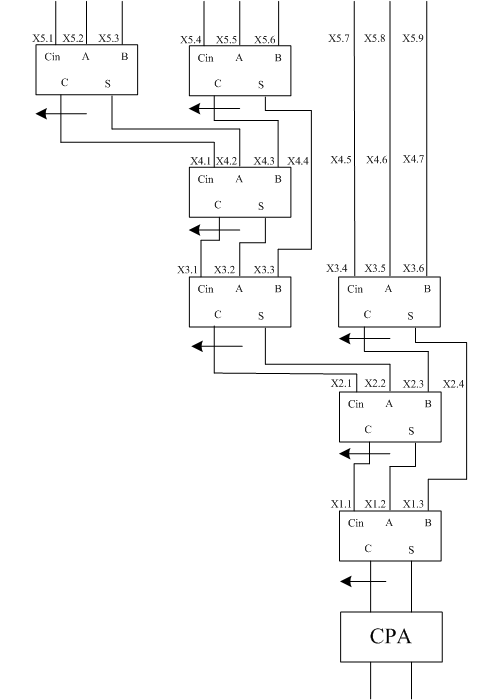 X5.1 X5.2 X5.3 X5.4 X5.5 X5.6 X5.7 X5.8 X5.9
Cin A B Cin A B
C S C S
X4.1 X4.2 X4.3 X4.4 X4.5 X4.6 X4.7
Cin A B
C S
X3.1 X3.2 X3.3 X3.4 X3.5 X3.6
Cin A B Cin A B
C S C S
X2.1 X2.2 X2.3 X2.4
Cin A B
C S
X1.1 X1.2 X1.3
Cin A B
C S
CPA